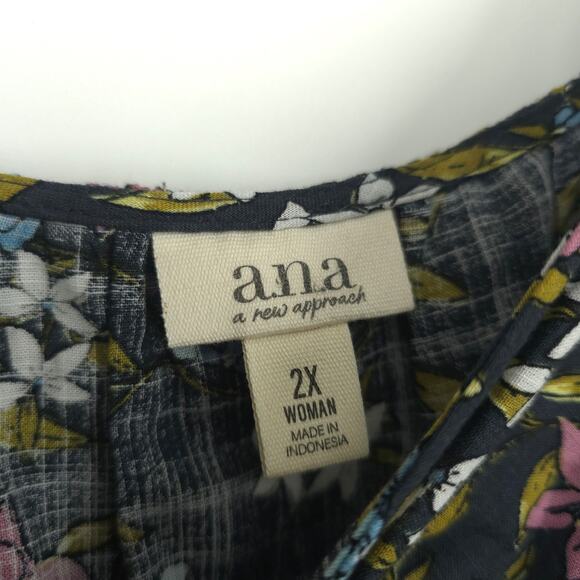 a.n.a
a new approach
2X
WOMAN
MADE IN
INDONESIA